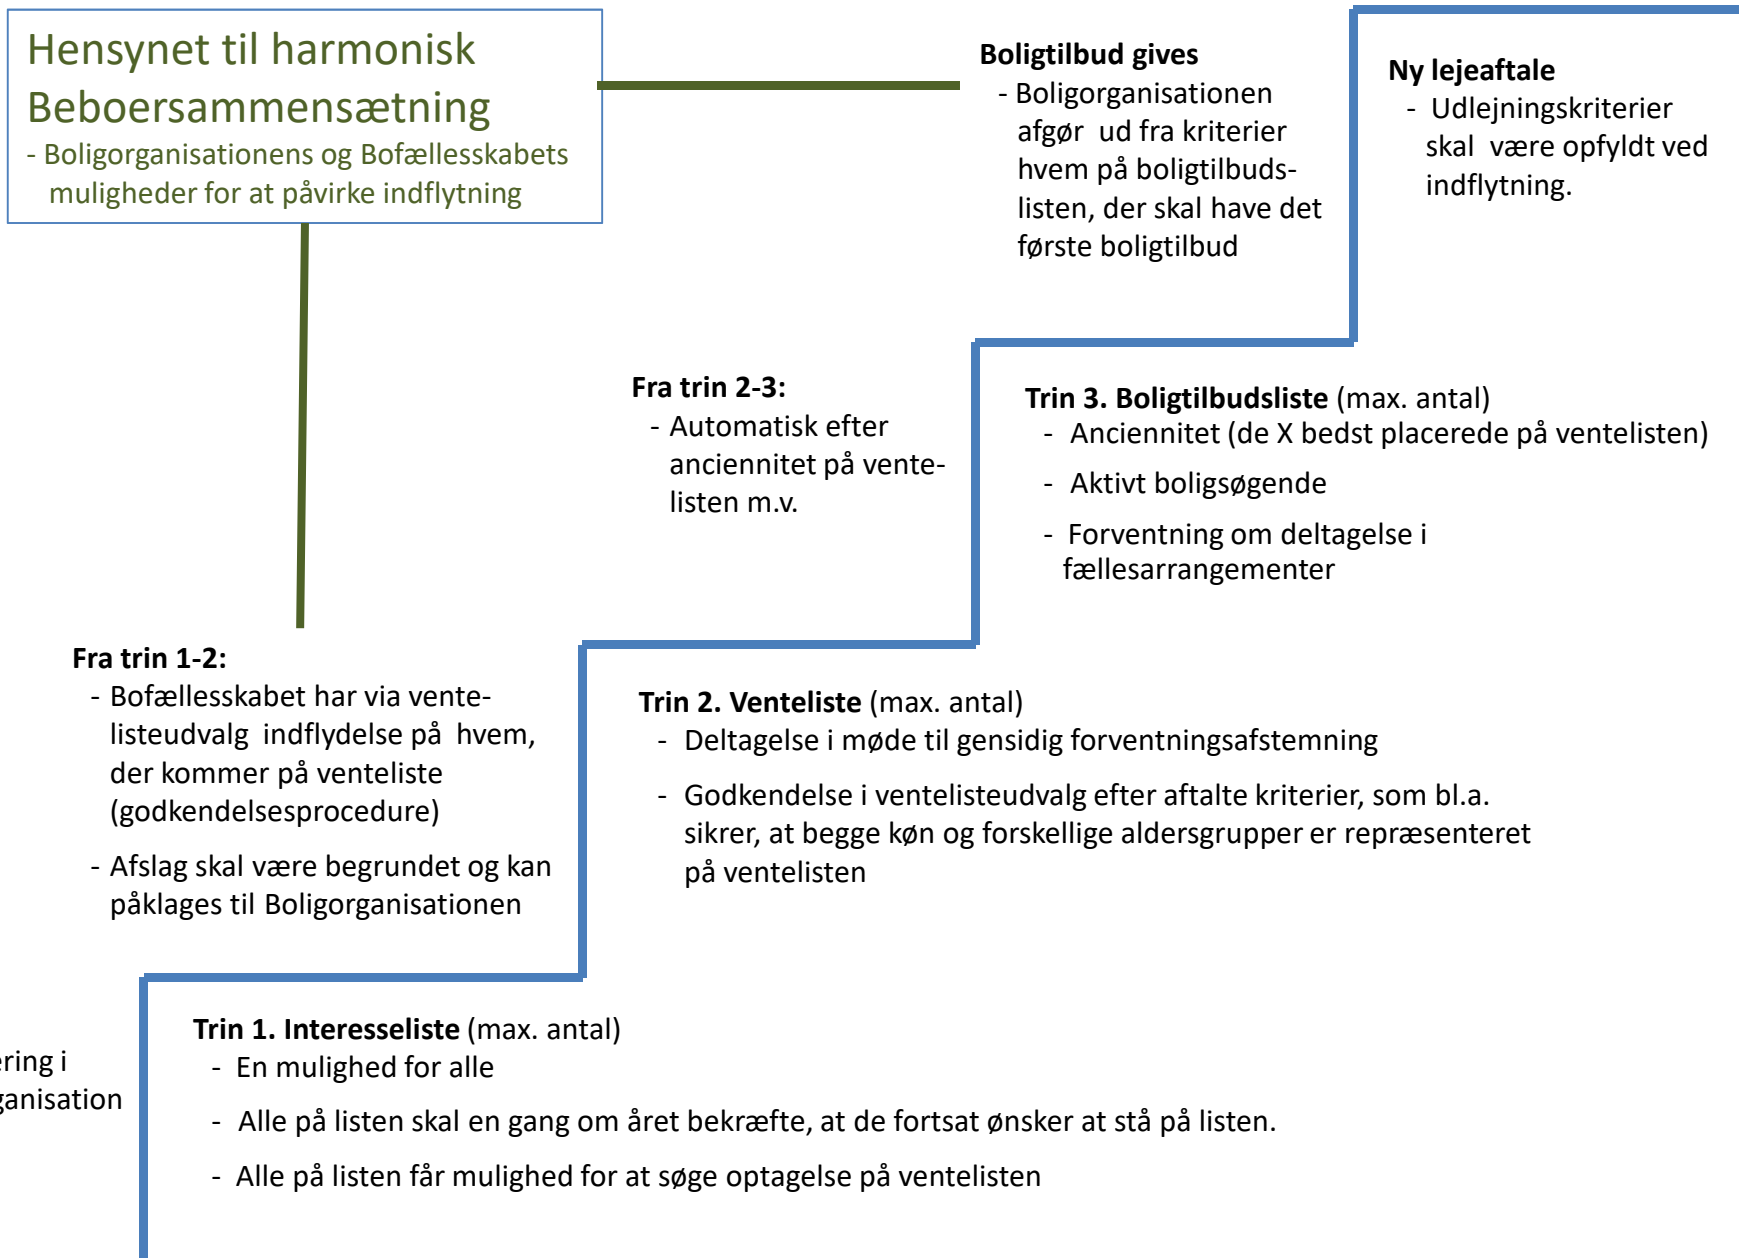 Hensynet til harmonisk
Beboersammensætning
- Boligorganisationens og Bofællesskabets
muligheder for at påvirke indflytning
Boligtilbud gives
- Boligorganisationen
afgør ud fra kriterier
hvem på boligtilbuds-
listen, der skal have det
første boligtilbud
Ny lejeaftale
- Udlejningskriterier
skal være opfyldt ved
indflytning.
Fra trin 2-3:
- Automatisk efter
anciennitet på vente-
listen m.v.
Trin 3. Boligtilbudsliste (max. antal)
- Anciennitet (de X bedst placerede på ventelisten)
- Aktivt boligsøgende
- Forventning om deltagelse i
fællesarrangementer
Fra trin 1-2:
- Bofællesskabet har via vente-
listeudvalg indflydelse på hvem,
der kommer på venteliste
(godkendelsesprocedure)
- Afslag skal være begrundet og kan
påklages til Boligorganisationen
Trin 2. Venteliste (max. antal)
- Deltagelse i møde til gensidig forventningsafstemning
- Godkendelse i ventelisteudvalg efter aftalte kriterier, som bl.a.
sikrer, at begge køn og forskellige aldersgrupper er repræsenteret
på ventelisten
Trin 1. Interesseliste (max. antal)
- En mulighed for alle
- Alle på listen skal en gang om året bekræfte, at de fortsat ønsker at stå på listen.
- Alle på listen får mulighed for at søge optagelse på ventelisten
ering i
ganisation